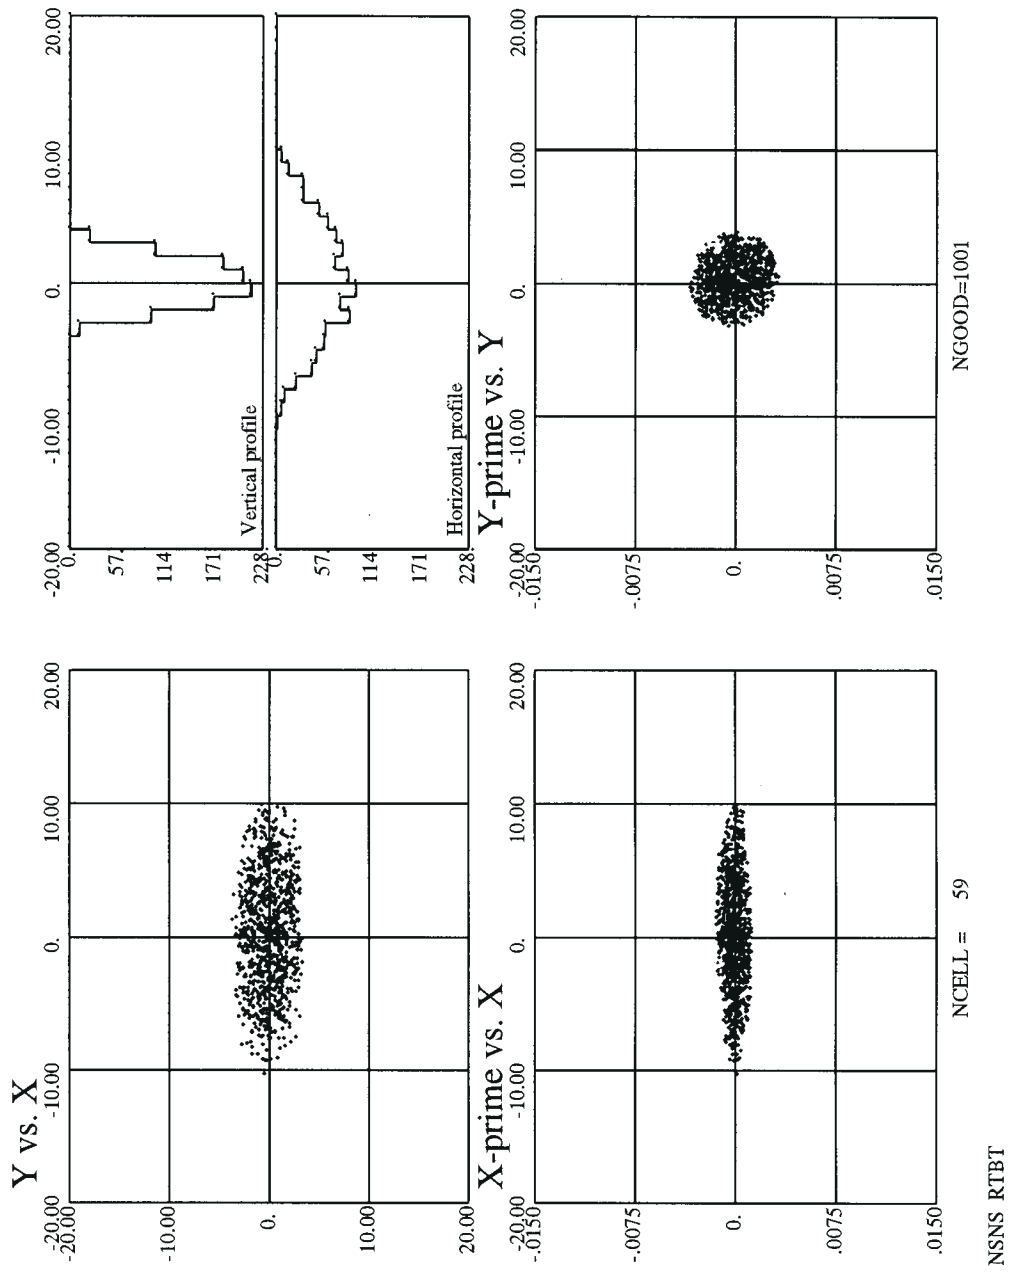 Y vs. X
-20.00 -10.00 0. 10.00 20.00
-20.00
-10.00
0.
10.00
20.00
-20.00 -10.00 0. 10.00 20.00
0.
57.
114
171
228.
Vertical profile
0.
57.
114
171
228.
Horizontal profile
X-prime vs. X
-20.00 -10.00 0. 10.00 20.00
-.0150
-.0075
0.
.0075
.0150
Y-prime vs. Y
-20.00 -10.00 0. 10.00 20.00
-.0150
-.0075
0.
.0075
.0150
NCELL = 59
NGOOD=1001
NSNS RTBT